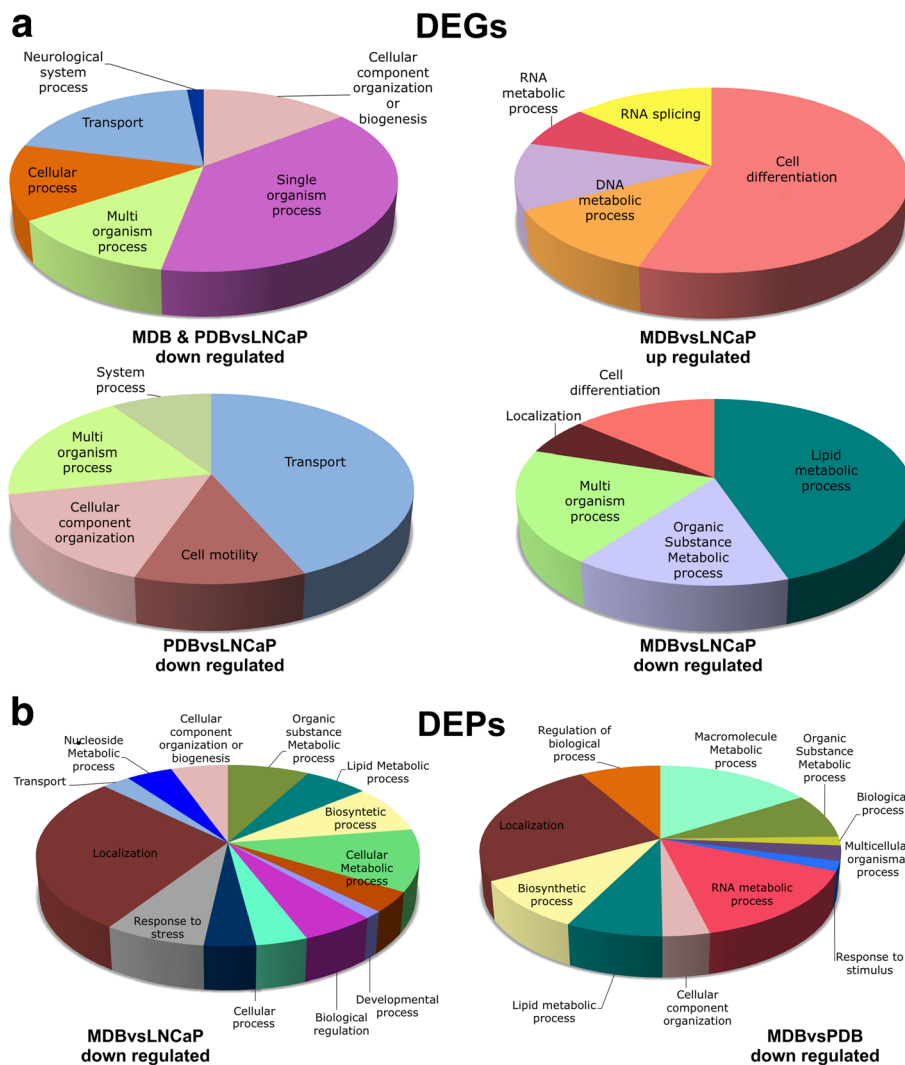 a
DEGs
Neurological
system
process
Cellular
component
organization
or
biogenesis
Transport
Cellular
process
Multi
organism
process
Single
organism
process
MDB & PDBvsLNCaP
down regulated
RNA
metabolic
process
RNA splicing
Cell
differentiation
DNA
metabolic
process
MDBvsLNCaP
up regulated
System
process
Multi
organism
process
Transport
Cellular
component
organization
Cell motility
PDBvsLNCaP
down regulated
Cell
differentiation
Localization
Lipid
metabolic
process
Multi
organism
process
Organic
Substance
Metabolic
process
MDBvsLNCaP
down regulated
b
DEPs
Cellular
component
organization or
biogenesis
Organic
substance
Metabolic
process
Nucleoside
Metabolic
process
Lipid Metabolic
process
Transport
Biosyntetic
process
Localization
Cellular
Metabolic
process
Response to
stress
Cellular
process
Biological
regulation
Developmental
process
MDBvsLNCaP
down regulated
Regulation of
biological
process
Macromolecule
Metabolic
process
Organic
Substance
Metabolic
process
Biological
process
Localization
Multicellular
organismal
process
Biosynthetic
process
RNA metabolic
process
Response to
stimulus
Lipid metabolic
process
Cellular
component
organization
MDBvsPDB
down regulated